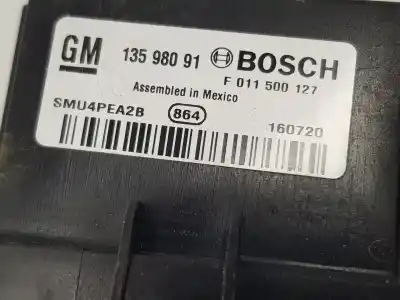 GM 135 980 91 BOSCH
F 011 500 127
Assembled in Mexico
SMU4PEA2B 864 160720